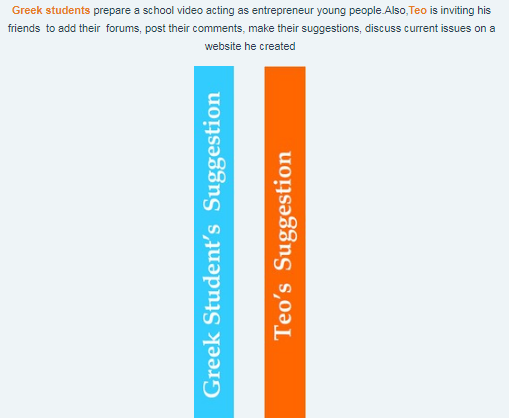 Greek students prepare a school video acting as entrepreneur young people.Also,Teo is inviting his
friends to add their forums, post their comments, make their suggestions, discuss current issues on a
website he created
Greek Student's Suggestion
Teo's Suggestion